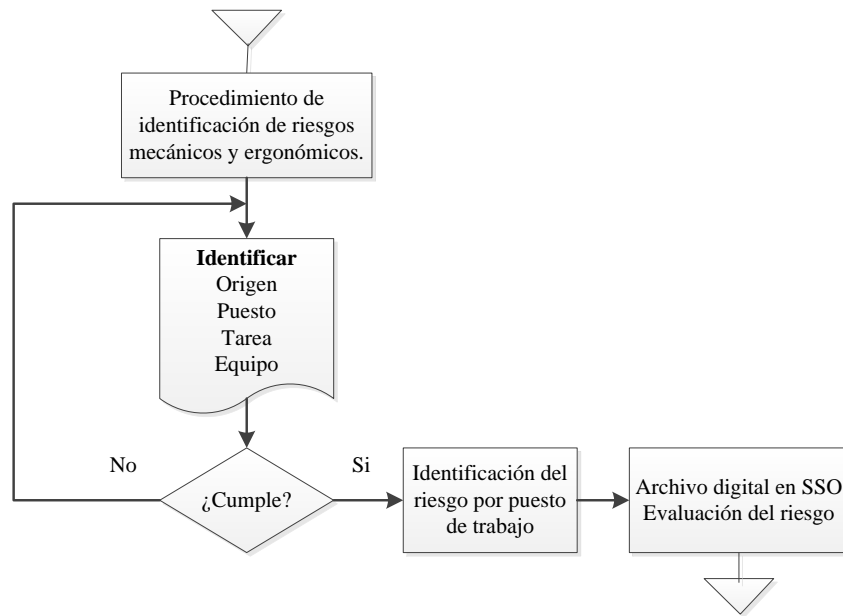 Procedimiento de
identificación de riesgos
mecánicos y ergonómicos.
Identificar
Origen
Puesto
Tarea
Equipo
No
¿Cumple?
Si
Identificación del
riesgo por puesto
de trabajo
Archivo digital en SSO
Evaluación del riesgo